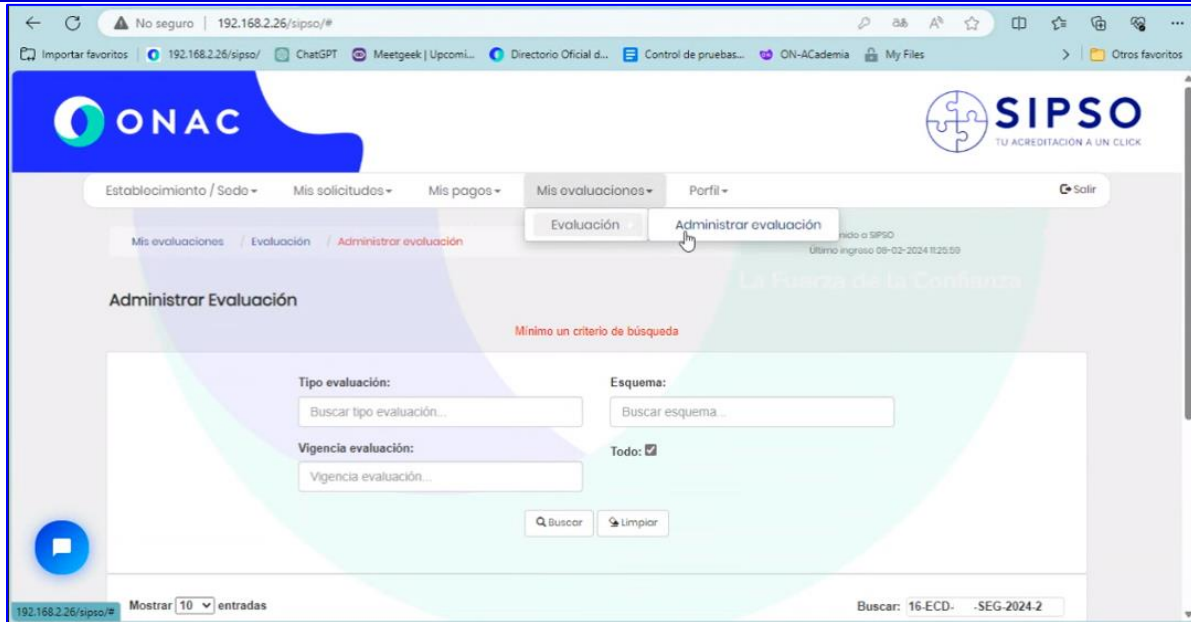 No seguro | 192.168.2.26/sipso/#
Importar favoritos 192.168.2.26/sipso/ ChatGPT Meetgeek | Upcomi... Directorio Oficial d... Control de pruebas... ON-ACademia My Files Otros favoritos
ONAC
SIPSO
TU ACREDITACIÓN A UN CLICK
Establecimiento / Sede Mis solicitudes Mis pagos Mis evaluaciones Perfil Salir
Evaluación Administrar evaluación
Mis evaluaciones / Evaluación / Administrar evaluación
a SIPSO
Último ingreso 08-02-2024 11:25:59
La Fuerza de la Confianza
Administrar Evaluación
Mínimo un criterio de búsqueda
Tipo evaluación: Esquema:
Buscar tipo evaluación... Buscar esquema...
Vigencia evaluación: Todo:
Vigencia evaluación...
Buscar Limpiar
Mostrar 10 entradas Buscar: 16-ECD- -SEG-2024-2
192.168.2.26/sipso/#